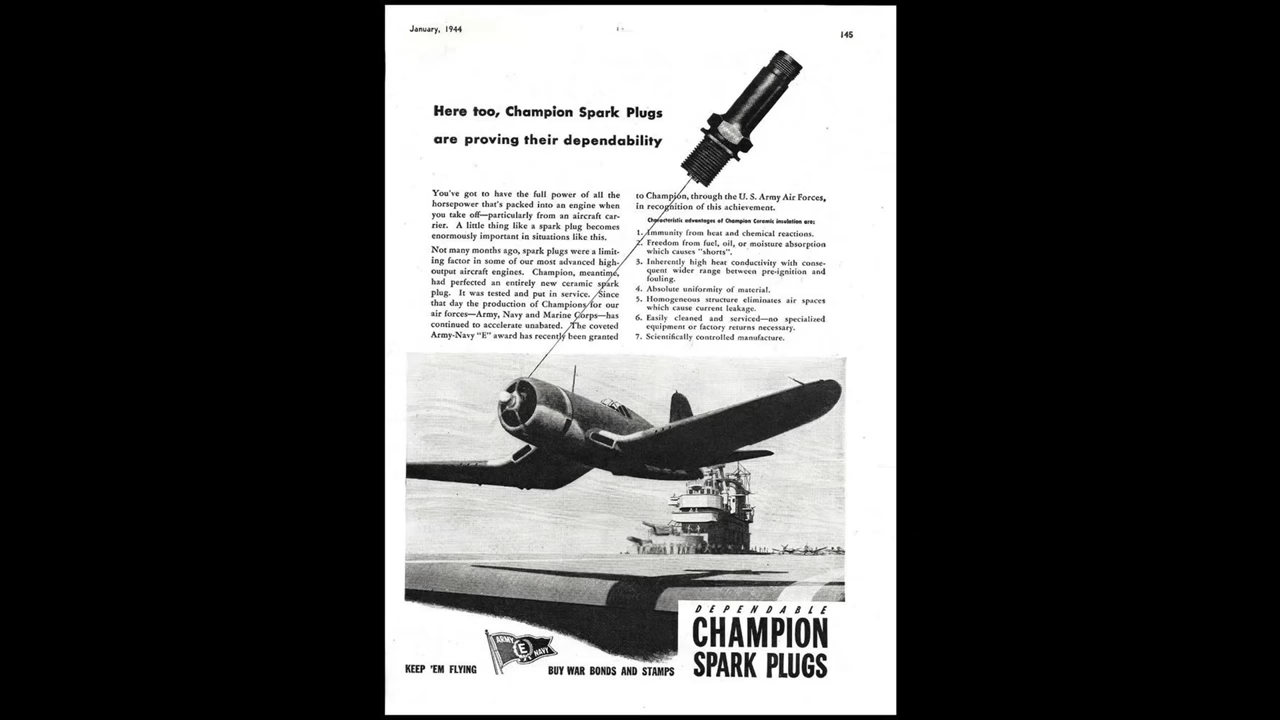 January, 1944
145
Here too, Champion Spark Plugs
are proving their dependability
You've got to have the full power of all the
horsepower that's packed into an engine when
you take off—particularly from an aircraft car-
rier. A little thing like a spark plug becomes
enormously important in situations like this.
Not many months ago, spark plugs were a limit-
ing factor in some of our most advanced high-
output aircraft engines. Champion, meantime,
had perfected an entirely new ceramic spark
plug. It was tested and put in service. Since
that day the production of Champions for our
air forces—Army, Navy and Marine Corps—has
continued to accelerate unabated. The coveted
Army-Navy "E" award has recently been granted
to Champion, through the U. S. Army Air Forces,
in recognition of this achievement.
Characteristic advantages of Champion Ceramic insulation are:
1. Immunity from heat and chemical reactions.
2. Freedom from fuel, oil, or moisture absorption
which causes "shorts".
3. Inherently high heat conductivity with conse-
quent wider range between pre-ignition and
fouling.
4. Absolute uniformity of material.
5. Homogeneous structure eliminates air spaces
which cause current leakage.
6. Easily cleaned and serviced—no specialized
equipment or factory returns necessary.
7. Scientifically controlled manufacture.
DEPENDABLE
CHAMPION
SPARK PLUGS
ARMY E NAVY
KEEP 'EM FLYING
BUY WAR BONDS AND STAMPS